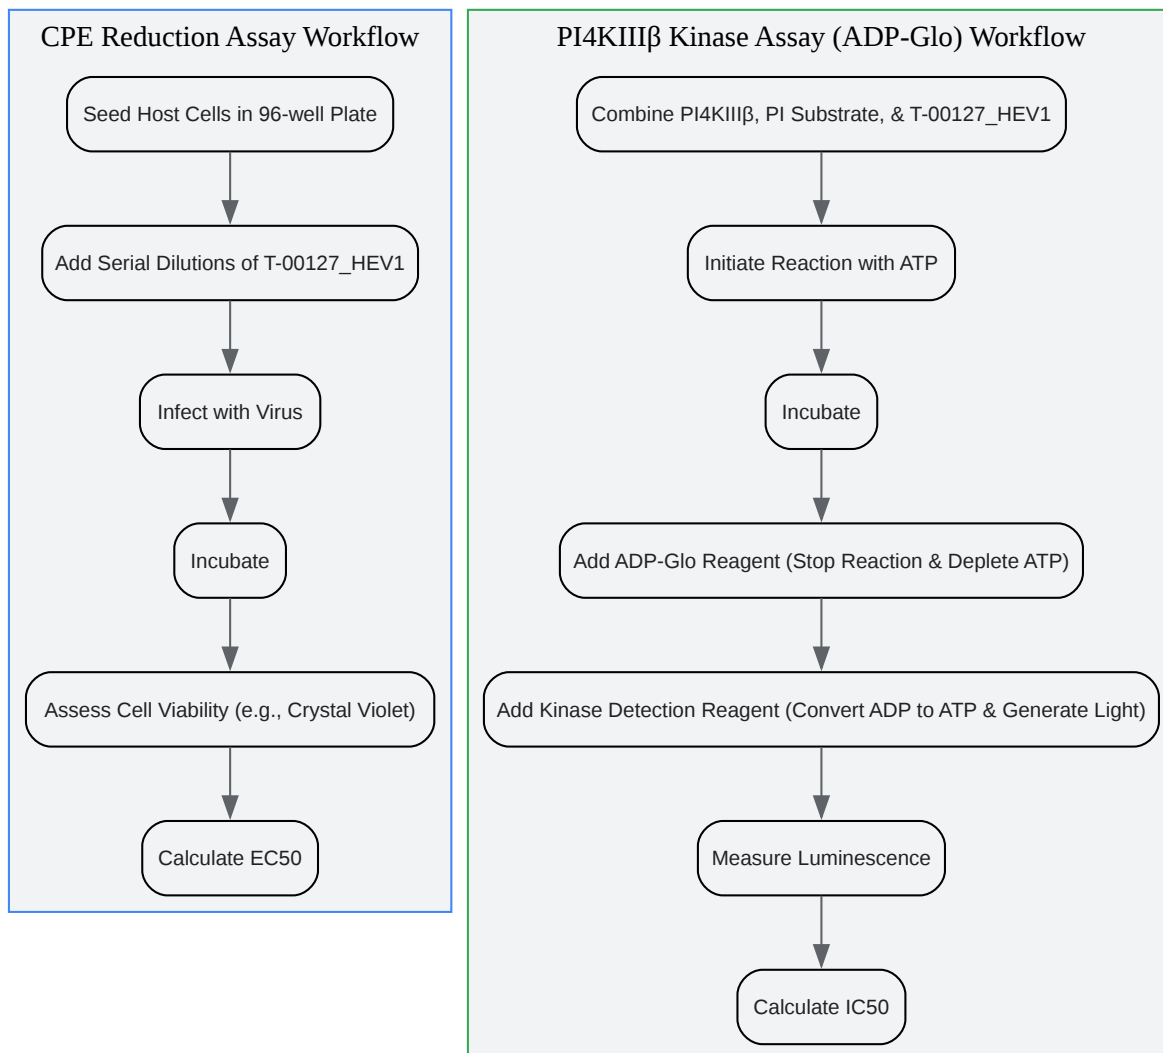 CPE Reduction Assay Workflow
Seed Host Cells in 96-well Plate
Add Serial Dilutions of T-00127_HEV1
Infect with Virus
Incubate
Assess Cell Viability (e.g., Crystal Violet)
Calculate EC50
PI4KIIIβ Kinase Assay (ADP-Glo) Workflow
Combine PI4KIIIβ, PI Substrate, & T-00127_HEV1
Initiate Reaction with ATP
Incubate
Add ADP-Glo Reagent (Stop Reaction & Deplete ATP)
Add Kinase Detection Reagent (Convert ADP to ATP & Generate Light)
Measure Luminescence
Calculate IC50